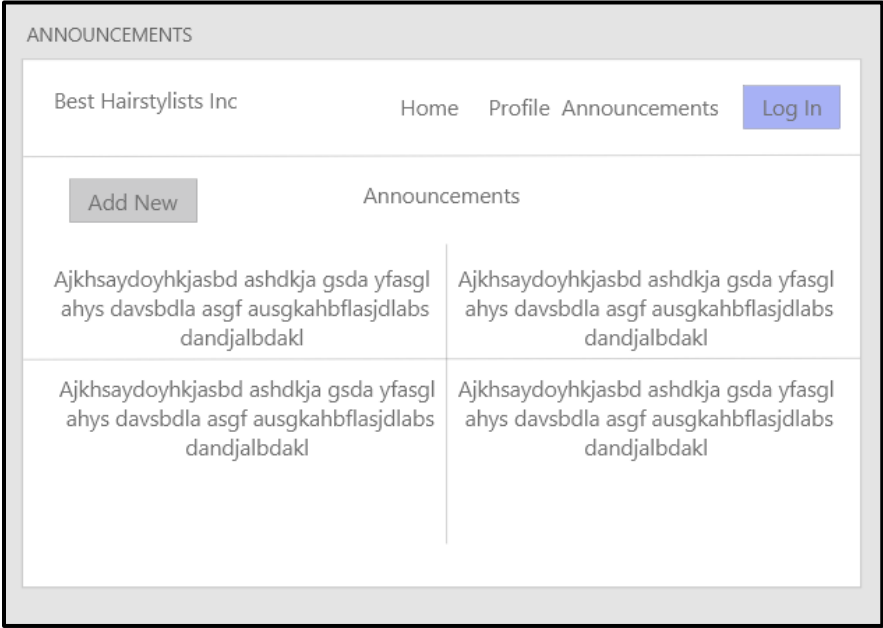 ANNOUNCEMENTS
Best Hairstylists Inc
Home Profile Announcements Log In
Add New
Announcements
Ajkhsaydoyhkjasbd ashdkja gsda yfasgl
ahys davsbdla asgf ausgkahbflasjdlabs
dandjalbdakl
Ajkhsaydoyhkjasbd ashdkja gsda yfasgl
ahys davsbdla asgf ausgkahbflasjdlabs
dandjalbdakl
Ajkhsaydoyhkjasbd ashdkja gsda yfasgl
ahys davsbdla asgf ausgkahbflasjdlabs
dandjalbdakl
Ajkhsaydoyhkjasbd ashdkja gsda yfasgl
ahys davsbdla asgf ausgkahbflasjdlabs
dandjalbdakl